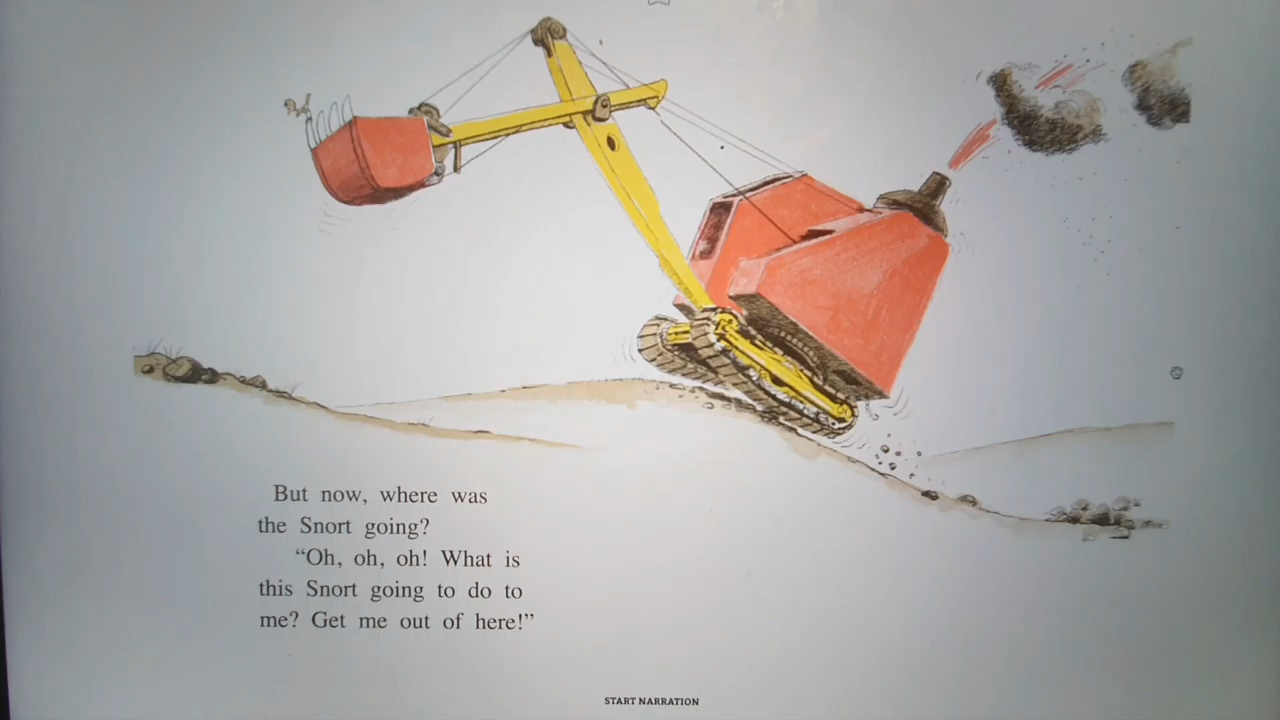 But now, where was
the Snort going?
“Oh, oh, oh! What is
this Snort going to do to
me? Get me out of here!”
START NARRATION